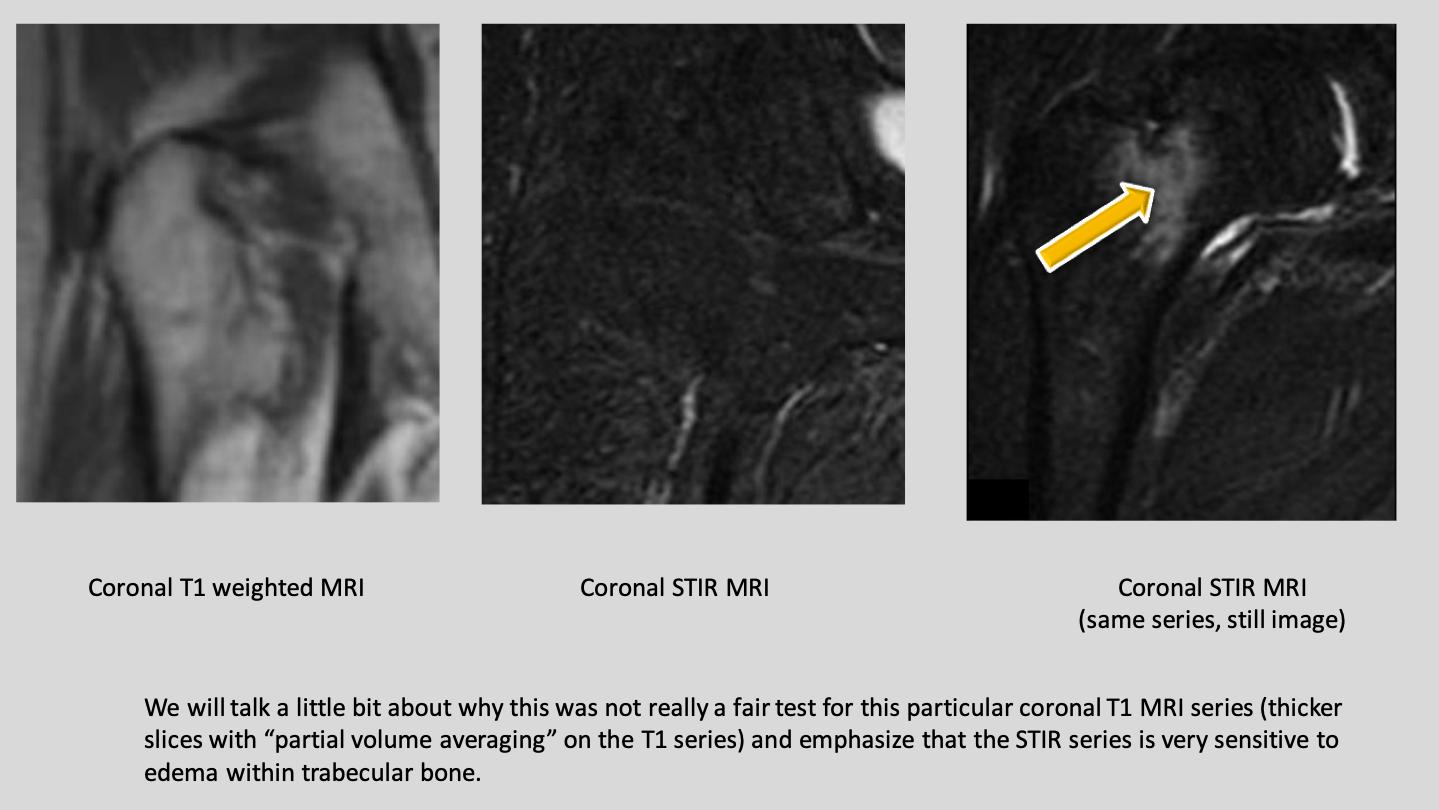 Coronal T1 weighted MRI
Coronal STIR MRI
Coronal STIR MRI
(same series, still image)
We will talk a little bit about why this was not really a fair test for this particular coronal T1 MRI series (thicker
slices with “partial volume averaging” on the T1 series) and emphasize that the STIR series is very sensitive to
edema within trabecular bone.